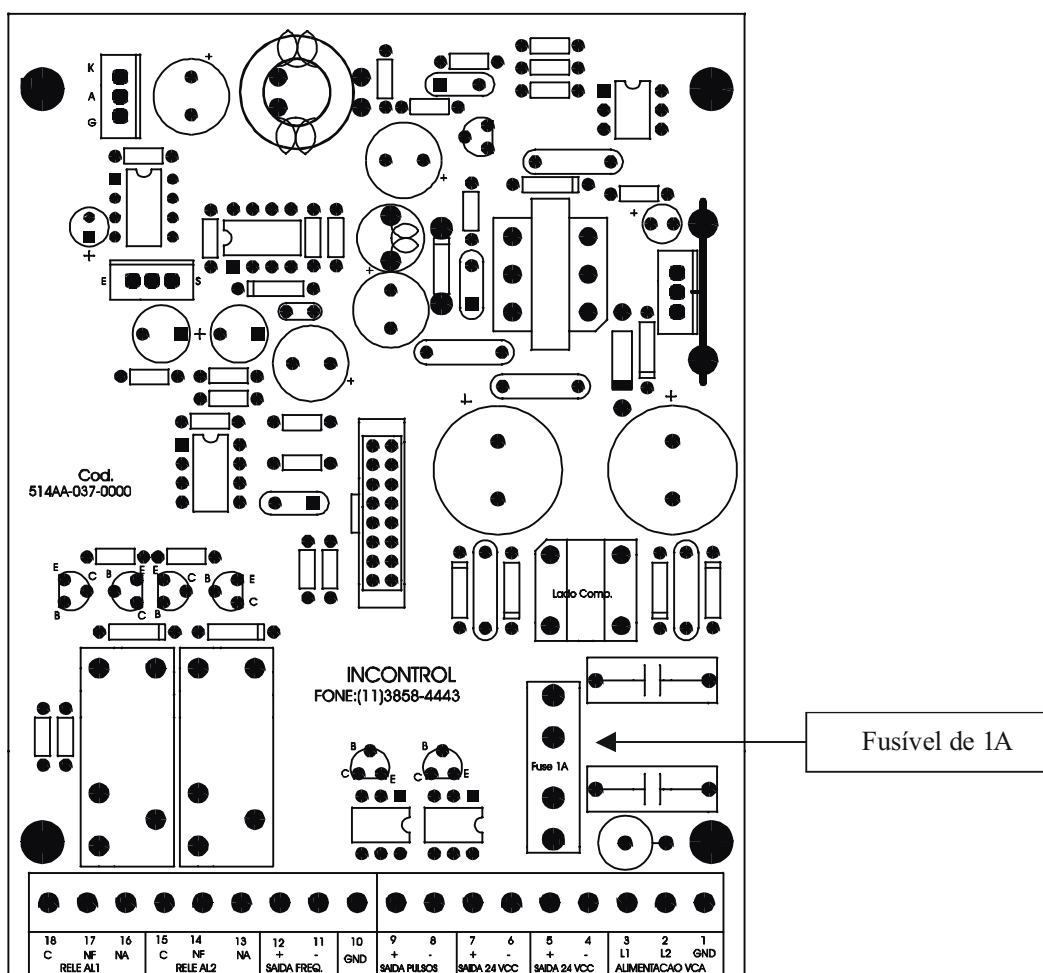 K
A
G
E S
Cod.
514AA-037-0000
E C B E E C B E
B C B C
Lado Comp.
INCONTROL
FONE:(11)3858-4443
Fuse 1A
Fusível de 1A
B B
C E C E
18 17 16 15 14 13 12 11 10 9 8 7 6 5 4 3 2 1
C NF NA C NF NA + - GND + - + - + - L1 L2 GND
RELE AL1 RELE AL2 SAIDA FREQ. SAIDA PULSOS SAIDA 24 VCC SAIDA 24 VCC ALIMENTACAO VCA